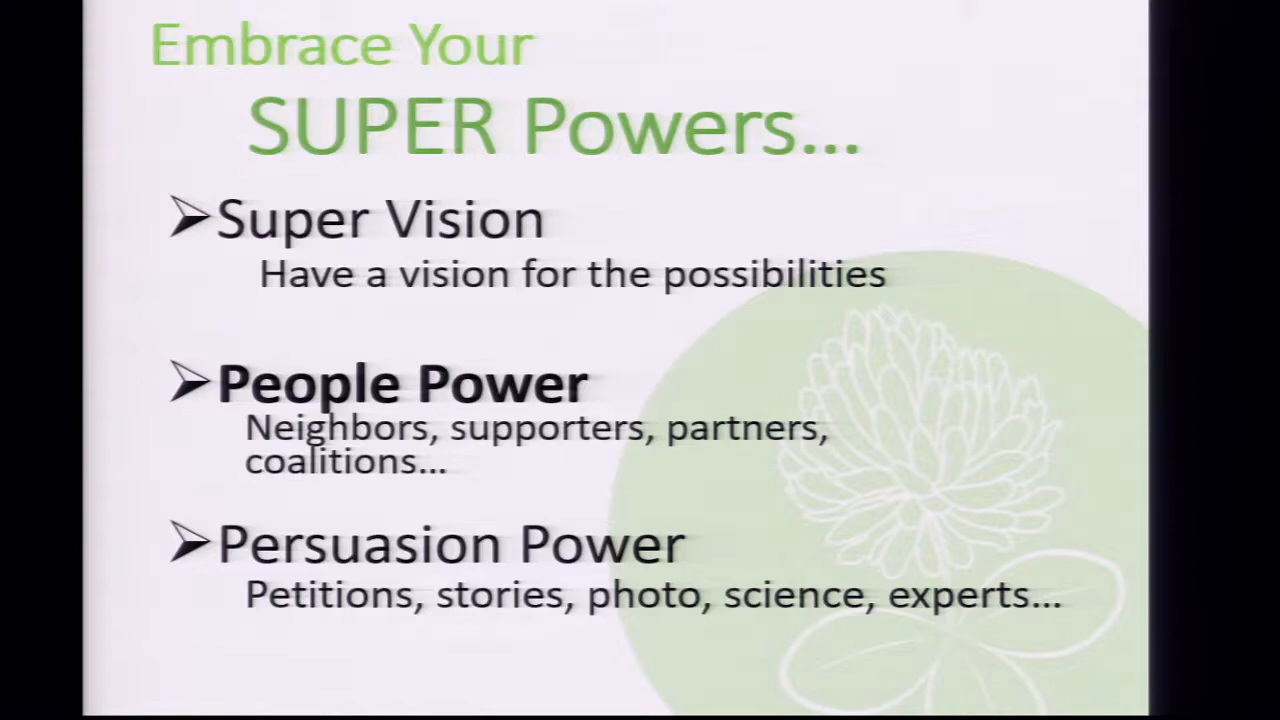 Embrace Your
SUPER Powers...
Super Vision
Have a vision for the possibilities
People Power
Neighbors, supporters, partners,
coalitions...
Persuasion Power
Petitions, stories, photo, science, experts...